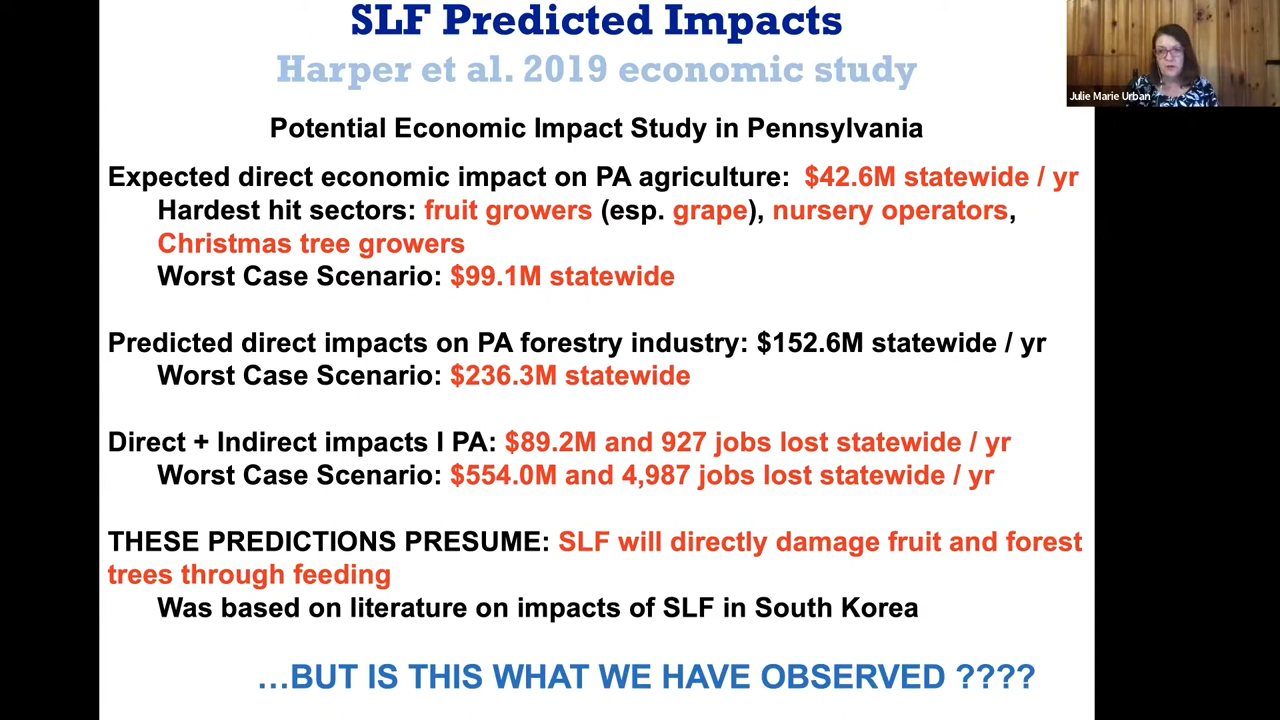 SLF Predicted Impacts
Harper et al. 2019 economic study
Julie Marie Urban
Potential Economic Impact Study in Pennsylvania
Expected direct economic impact on PA agriculture: $42.6M statewide / yr
Hardest hit sectors: fruit growers (esp. grape), nursery operators,
Christmas tree growers
Worst Case Scenario: $99.1M statewide
Predicted direct impacts on PA forestry industry: $152.6M statewide / yr
Worst Case Scenario: $236.3M statewide
Direct + Indirect impacts I PA: $89.2M and 927 jobs lost statewide / yr
Worst Case Scenario: $554.0M and 4,987 jobs lost statewide / yr
THESE PREDICTIONS PRESUME: SLF will directly damage fruit and forest
trees through feeding
Was based on literature on impacts of SLF in South Korea
…BUT IS THIS WHAT WE HAVE OBSERVED ????